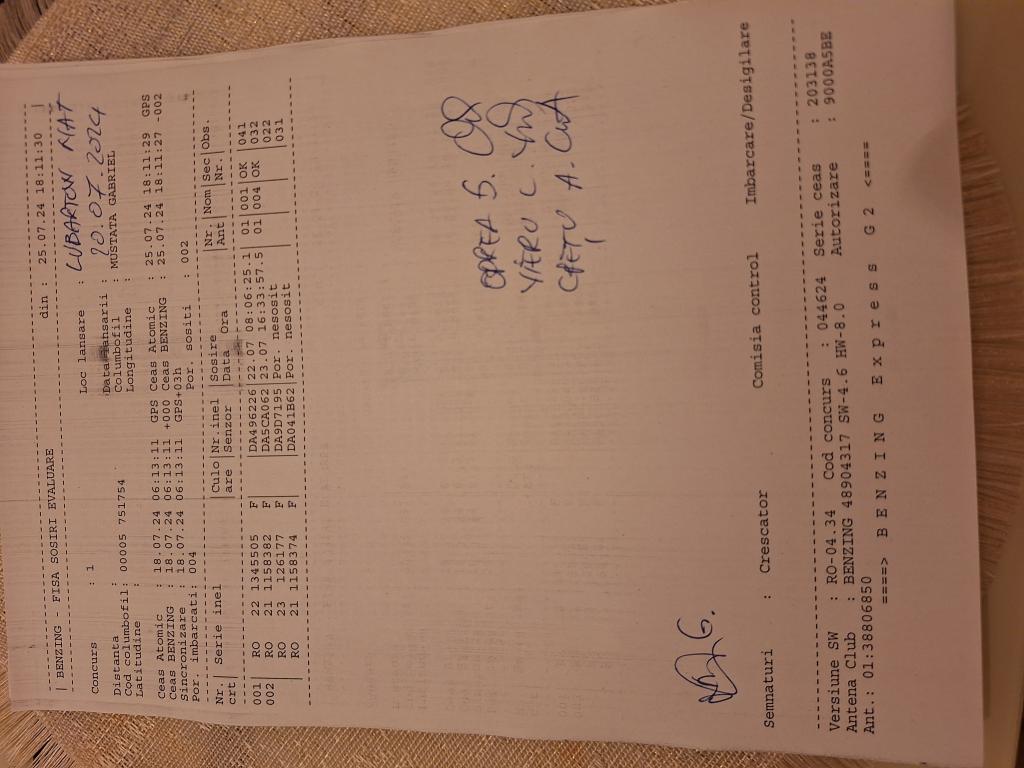 BENZING - FISA SOSIRI EVALUARE din : 25.07.24 18:11:30
Concurs : 1 Loc lansare : LUBARTOW NAT
Data lansarii : 20.07.2024
Distanta : Columbofil : MUSTATA GABRIEL
Cod columbofil: 00005 751754 Longitudine :
Latitudine :
Ceas Atomic : 18.07.24 06:13:11 GPS Ceas Atomic : 25.07.24 18:11:29 GPS
Ceas BENZING : 18.07.24 06:13:11 +000 Ceas BENZING : 25.07.24 18:11:27 -002
Sincronizare : 18.07.24 06:13:11 GPS+03h
Por. imbarcati: 004 Por. sositi : 002
Nr| Serie inel |Culo|Nr.inel |Sosire |Nr.|Nom|Sec|Obs.
crt| |are |Senzor |Data Ora |Ant| |Nr.|
001 | RO 22 1345505 F |DA496226|22.07 08:06:25.1| 01|001|OK |041
002 | RO 21 1158382 F |DA5CA062|23.07 16:33:57.5| 01|004|OK |032
| RO 23 126177 F |DA9D7195|Por. nesosit | |022
| RO 21 1158374 F |DA041B62|Por. nesosit | |031
OPREA D.
C.
A.
G.
Semnaturi : Crescator Comisia control Imbarcare/Desigilare
Versiune SW : RO-04.34 Cod concurs : 044624 Serie ceas : 203138
Antena Club : BENZING 48904317 SW-4.6 HW-8.0 Autorizare : 9000A5BE
Ant.: 01:38806850
====> B E N Z I N G E x p r e s s G 2 <====